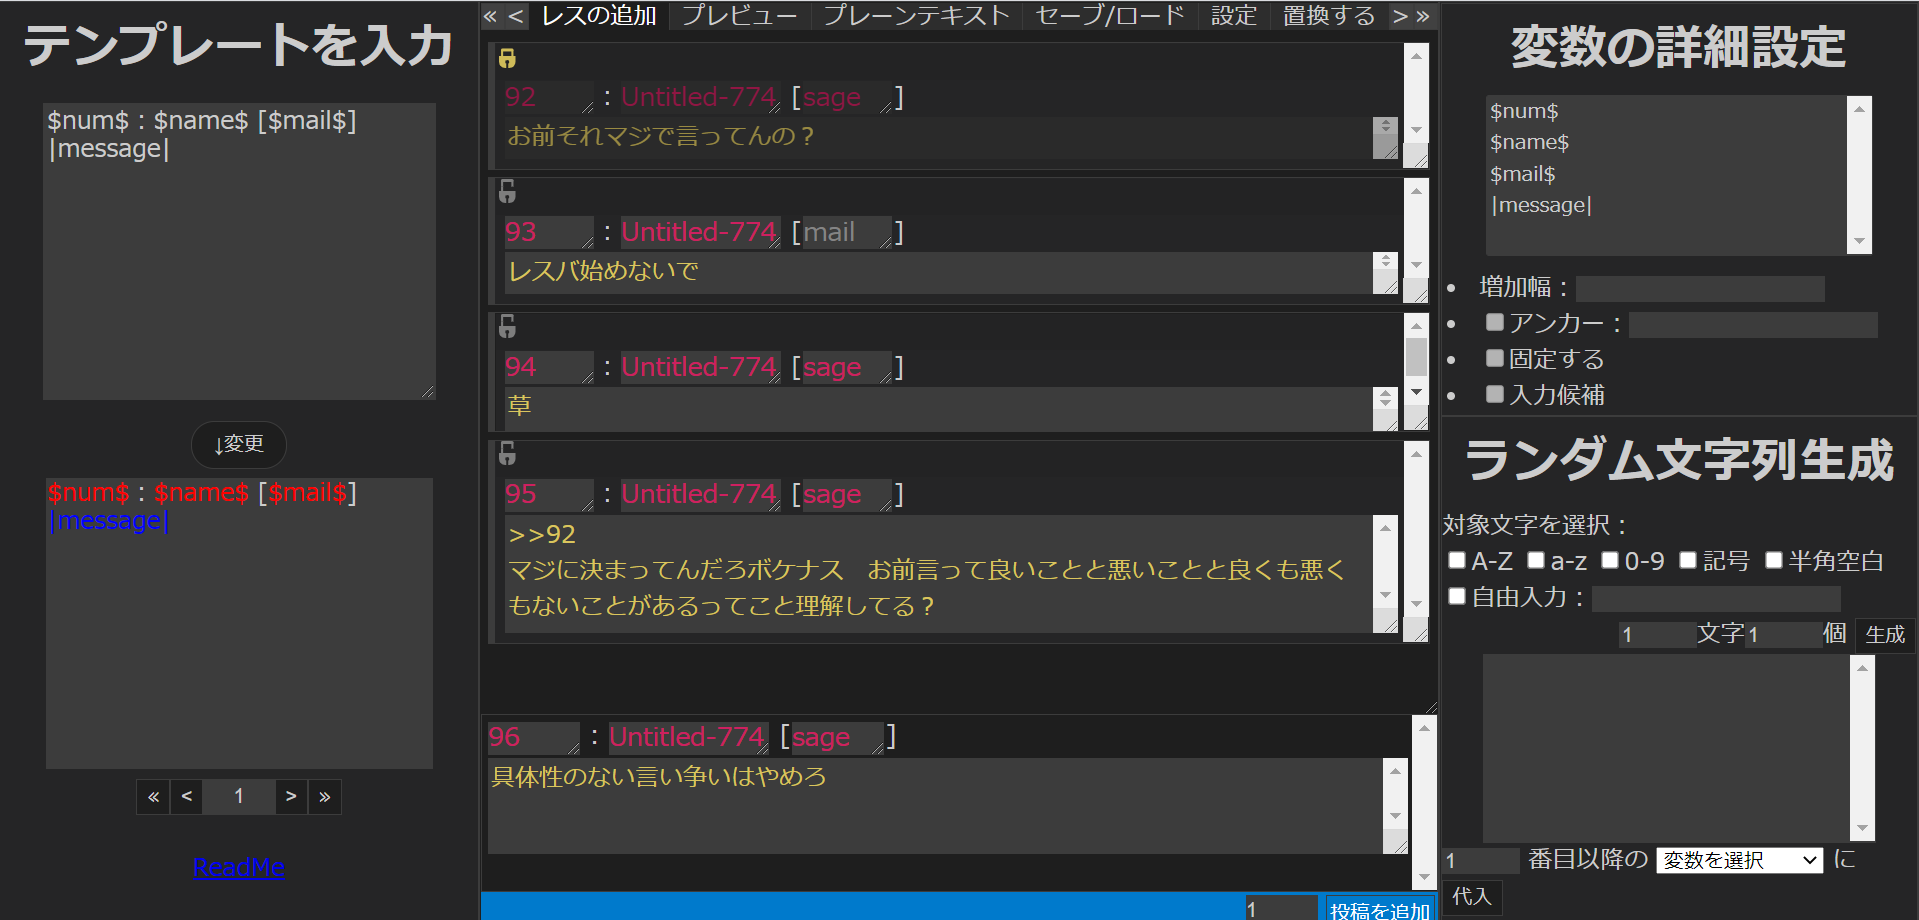 テンプレートを入力
$num$ : $name$ [$mail$]
|message|
↓変更
$num$ : $name$ [$mail$]
|message|
« < 1 > »
ReadMe
« < レスの追加 プレビュー プレーンテキスト セーブ/ロード 設定 置換する > »
92 : Untitled-774 [sage]
お前それマジで言ってんの？
93 : Untitled-774 [mail]
レスバ始めないで
94 : Untitled-774 [sage]
草
95 : Untitled-774 [sage]
>>92
マジに決まってんだろボケナス　お前言って良いことと悪いことと良くも悪く
もないことがあるってこと理解してる？
96 : Untitled-774 [sage]
具体性のない言い争いはやめろ
1 投稿を追加
変数の詳細設定
$num$
$name$
$mail$
|message|
• 増加幅：
• アンカー：
• 固定する
• 入力候補
ランダム文字列生成
対象文字を選択：
A-Z a-z 0-9 記号 半角空白
自由入力：
1 文字 1 個 生成
1 番目以降の 変数を選択 に
代入